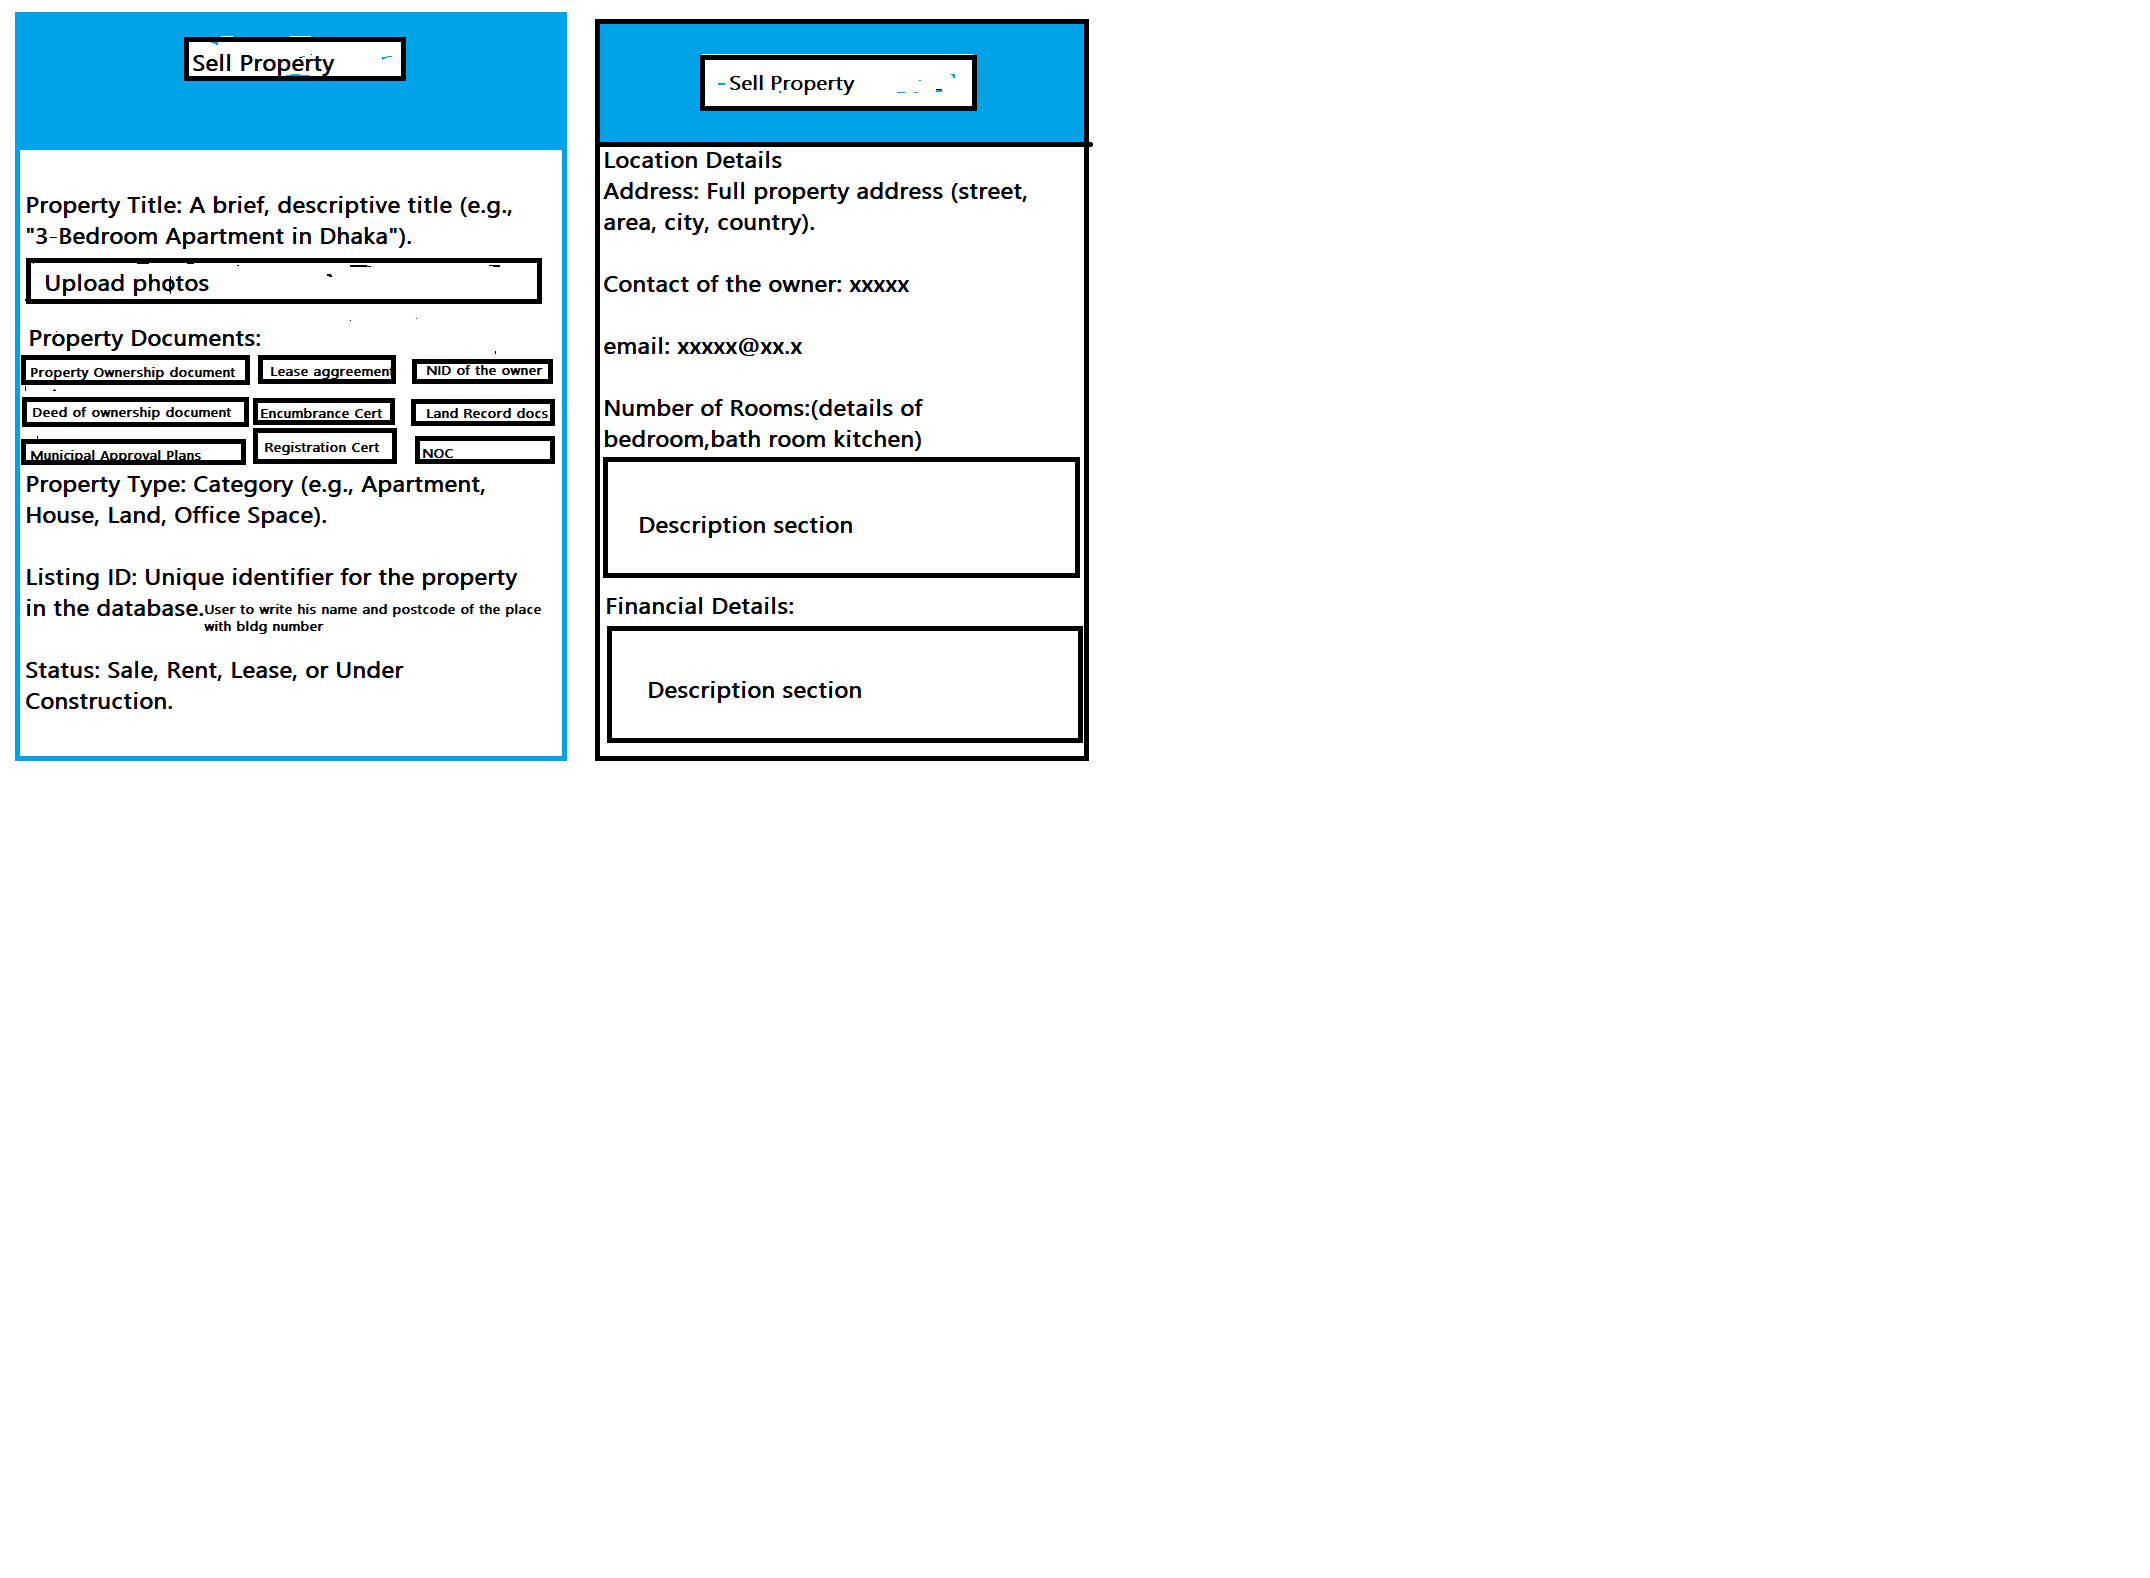 Sell Property
Property Title: A brief, descriptive title (e.g.,
"3-Bedroom Apartment in Dhaka").
Upload photos
Property Documents:
Property Ownership document
Lease aggreement
NID of the owner
Deed of ownership document
Encumbrance Cert
Land Record docs
Municipal Approval Plans
Registration Cert
NOC
Property Type: Category (e.g., Apartment,
House, Land, Office Space).
Listing ID: Unique identifier for the property
in the database.
User to write his name and postcode of the place
with bldg number
Status: Sale, Rent, Lease, or Under
Construction.
Sell Property
Location Details
Address: Full property address (street,
area, city, country).
Contact of the owner: xxxxx
email: xxxxx@xx.x
Number of Rooms:(details of
bedroom,bath room kitchen)
Description section
Financial Details:
Description section